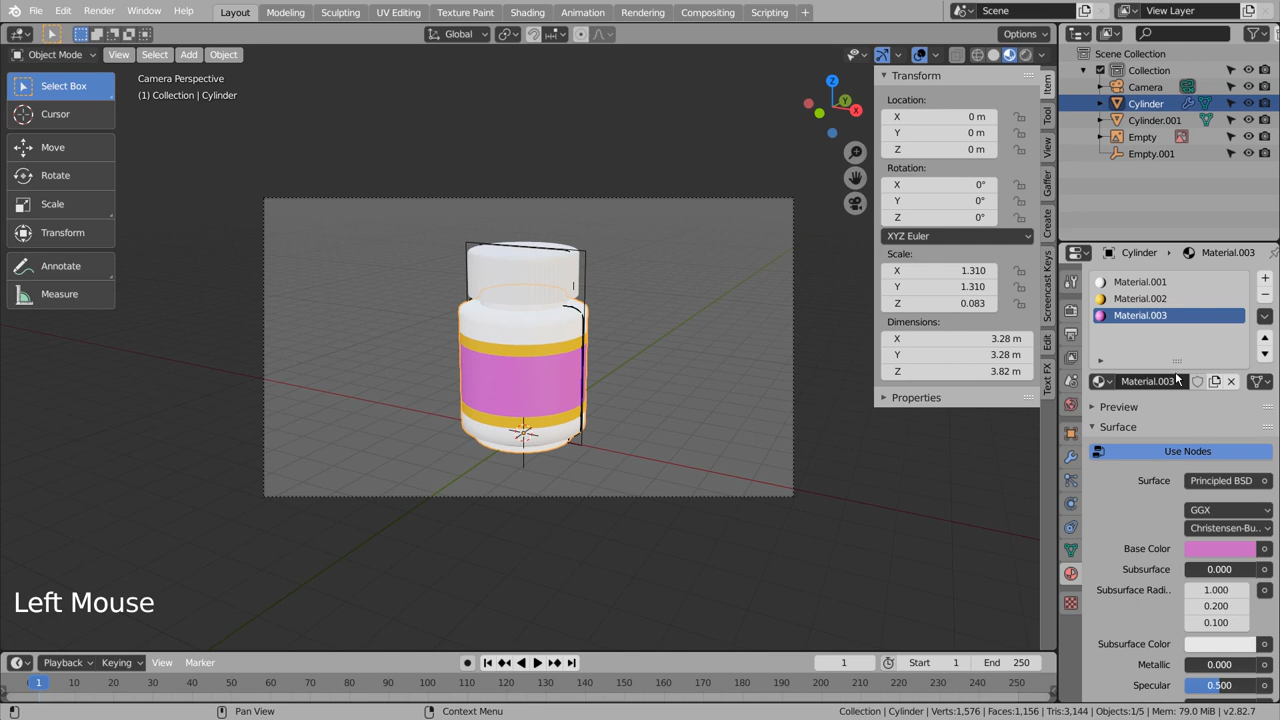 File Edit Render Window Help Layout Modeling Sculpting UV Editing Texture Paint Shading Animation Rendering Compositing Scripting + Scene View Layer
Global Options
Object Mode View Select Add Object
Select Box
Cursor
Move
Rotate
Scale
Transform
Annotate
Measure
Camera Perspective
(1) Collection | Cylinder
Z
Y
X
Transform
Location:
X 0 m
Y 0 m
Z 0 m
Rotation:
X 0°
Y 0°
Z 0°
XYZ Euler
Scale:
X 1.310
Y 1.310
Z 0.083
Dimensions:
X 3.28 m
Y 3.28 m
Z 3.82 m
Properties
Item
Tool
View
Gaffer
Create
Screencast Keys
Edit
Text FX
Scene Collection
Collection
Camera
Cylinder
Cylinder.001
Empty
Empty.001
Cylinder Material.003
Material.001
Material.002
Material.003
Material.003
Preview
Surface
Use Nodes
Surface Principled BSD
GGX
Christensen-Bu..
Base Color
Subsurface 0.000
Subsurface Radi.. 1.000
0.200
0.100
Subsurface Color
Metallic 0.000
Specular 0.500
Left Mouse
Playback Keying View Marker 1 Start 1 End 250
1 10 20 30 40 50 60 70 80 90 100 110 120 130 140 150 160 170 180 190 200 210 220 230 240 250
Pan View Context Menu Collection | Cylinder | Verts:1,576 | Faces:1,156 | Tris:3,144 | Objects:1/5 | Mem: 79.0 MiB | v2.82.7